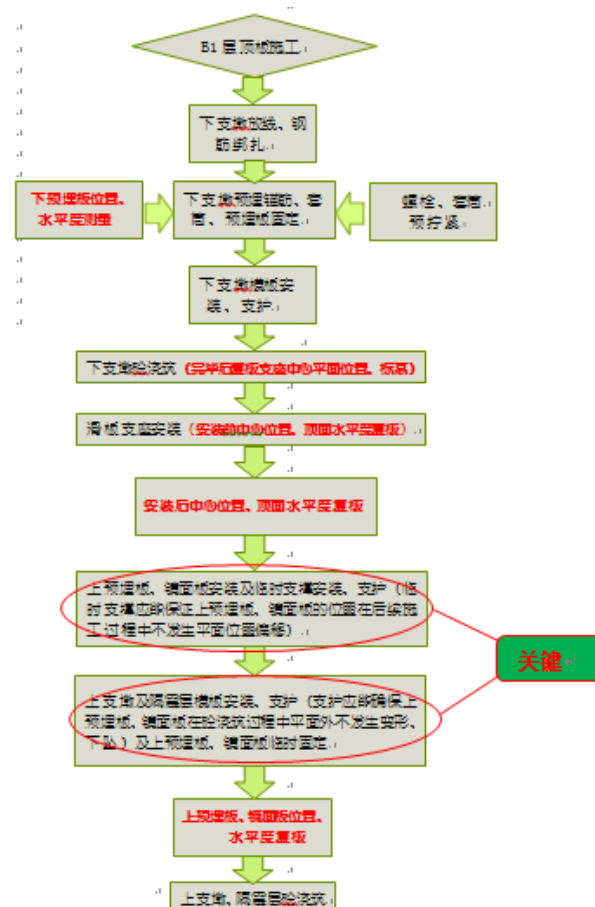 B1层顶板施工
下支墩放线、钢
筋绑扎
下预埋板位置、
水平度测量
下支墩预埋锚筋、套
筒、预埋板固定
螺栓、套筒
预拧紧
下支墩模板安
装、支护
下支墩砼浇筑（完毕后复核支座中心平面位置、标高）
滑板支座安装（安装前中心位置、顶面水平度复核）
安装后中心位置、顶面水平度复核
上预埋板、镜面板安装及临时支撑安装、支护（临
时支撑应能保证上预埋板、镜面板的位置在后续施
工过程中不发生平面位置偏移）
关键
上支墩及隔震层模板安装、支护（支护应能确保上
预埋板、镜面板在砼浇筑过程中平面外不发生变形、
下坠）及上预埋板、镜面板临时固定
上预埋板、镜面板位置、
水平度复核
上支墩、隔震层砼浇筑